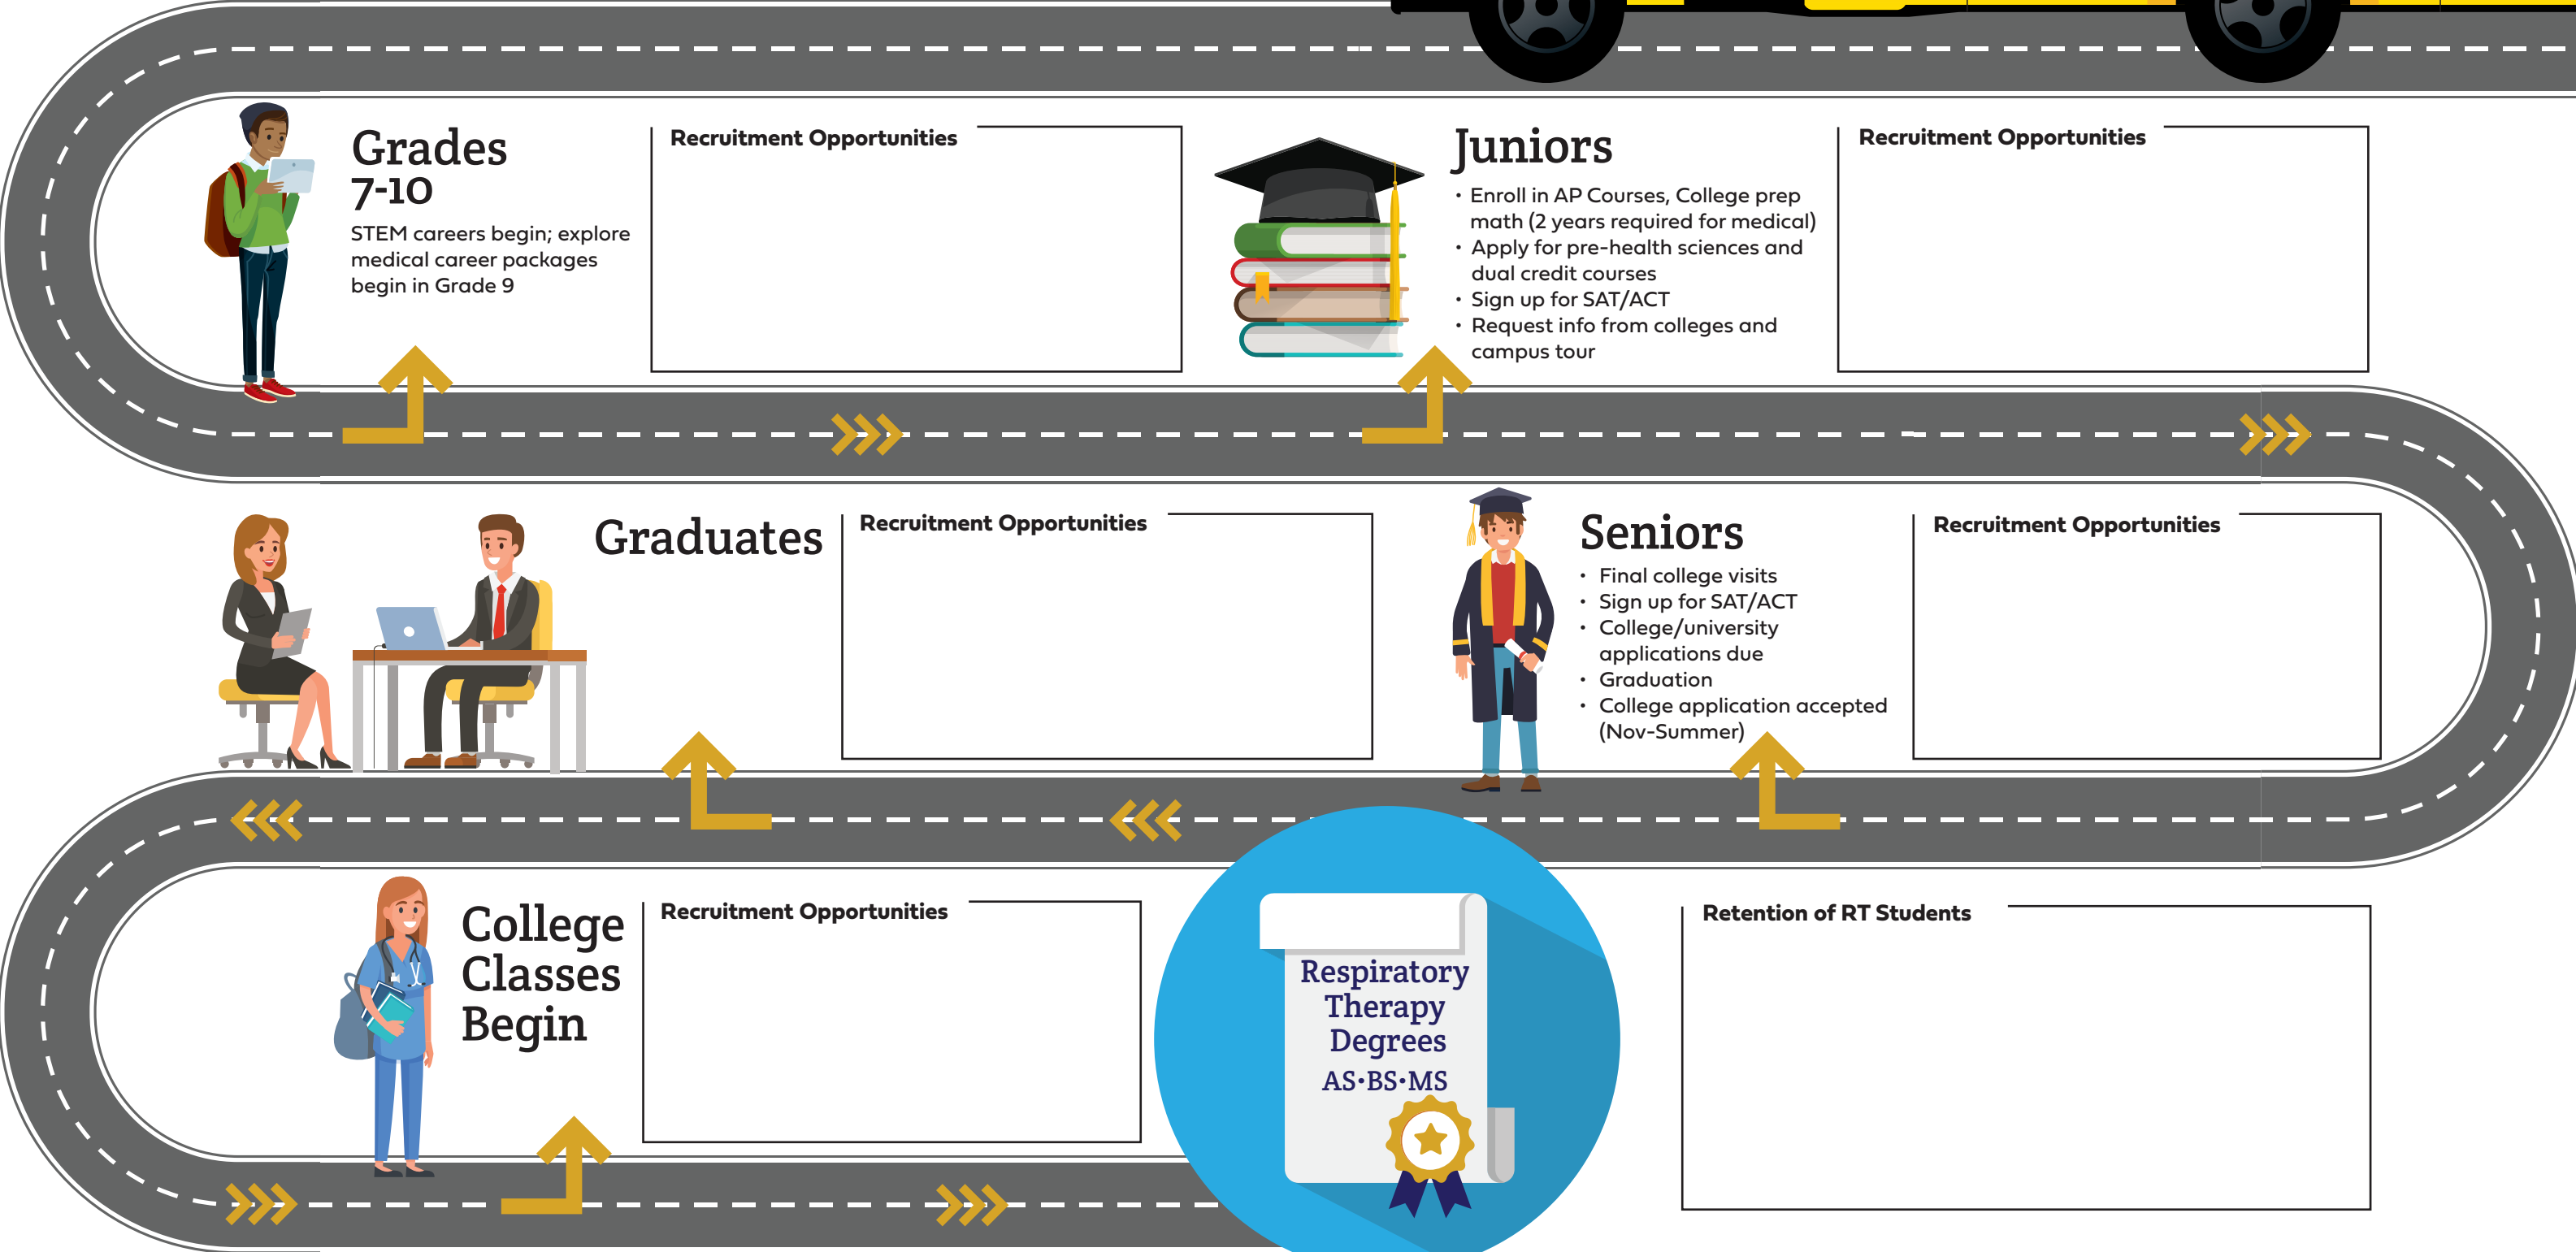 Grades
7-10
STEM careers begin; explore
medical career packages
begin in Grade 9
Recruitment Opportunities
Juniors
• Enroll in AP Courses, College prep
math (2 years required for medical)
• Apply for pre-health sciences and
dual credit courses
• Sign up for SAT/ACT
• Request info from colleges and
campus tour
Recruitment Opportunities
Graduates
Recruitment Opportunities
Seniors
• Final college visits
• Sign up for SAT/ACT
• College/university
applications due
• Graduation
• College application accepted
(Nov-Summer)
Recruitment Opportunities
College
Classes
Begin
Recruitment Opportunities
Respiratory
Therapy
Degrees
AS•BS•MS
Retention of RT Students